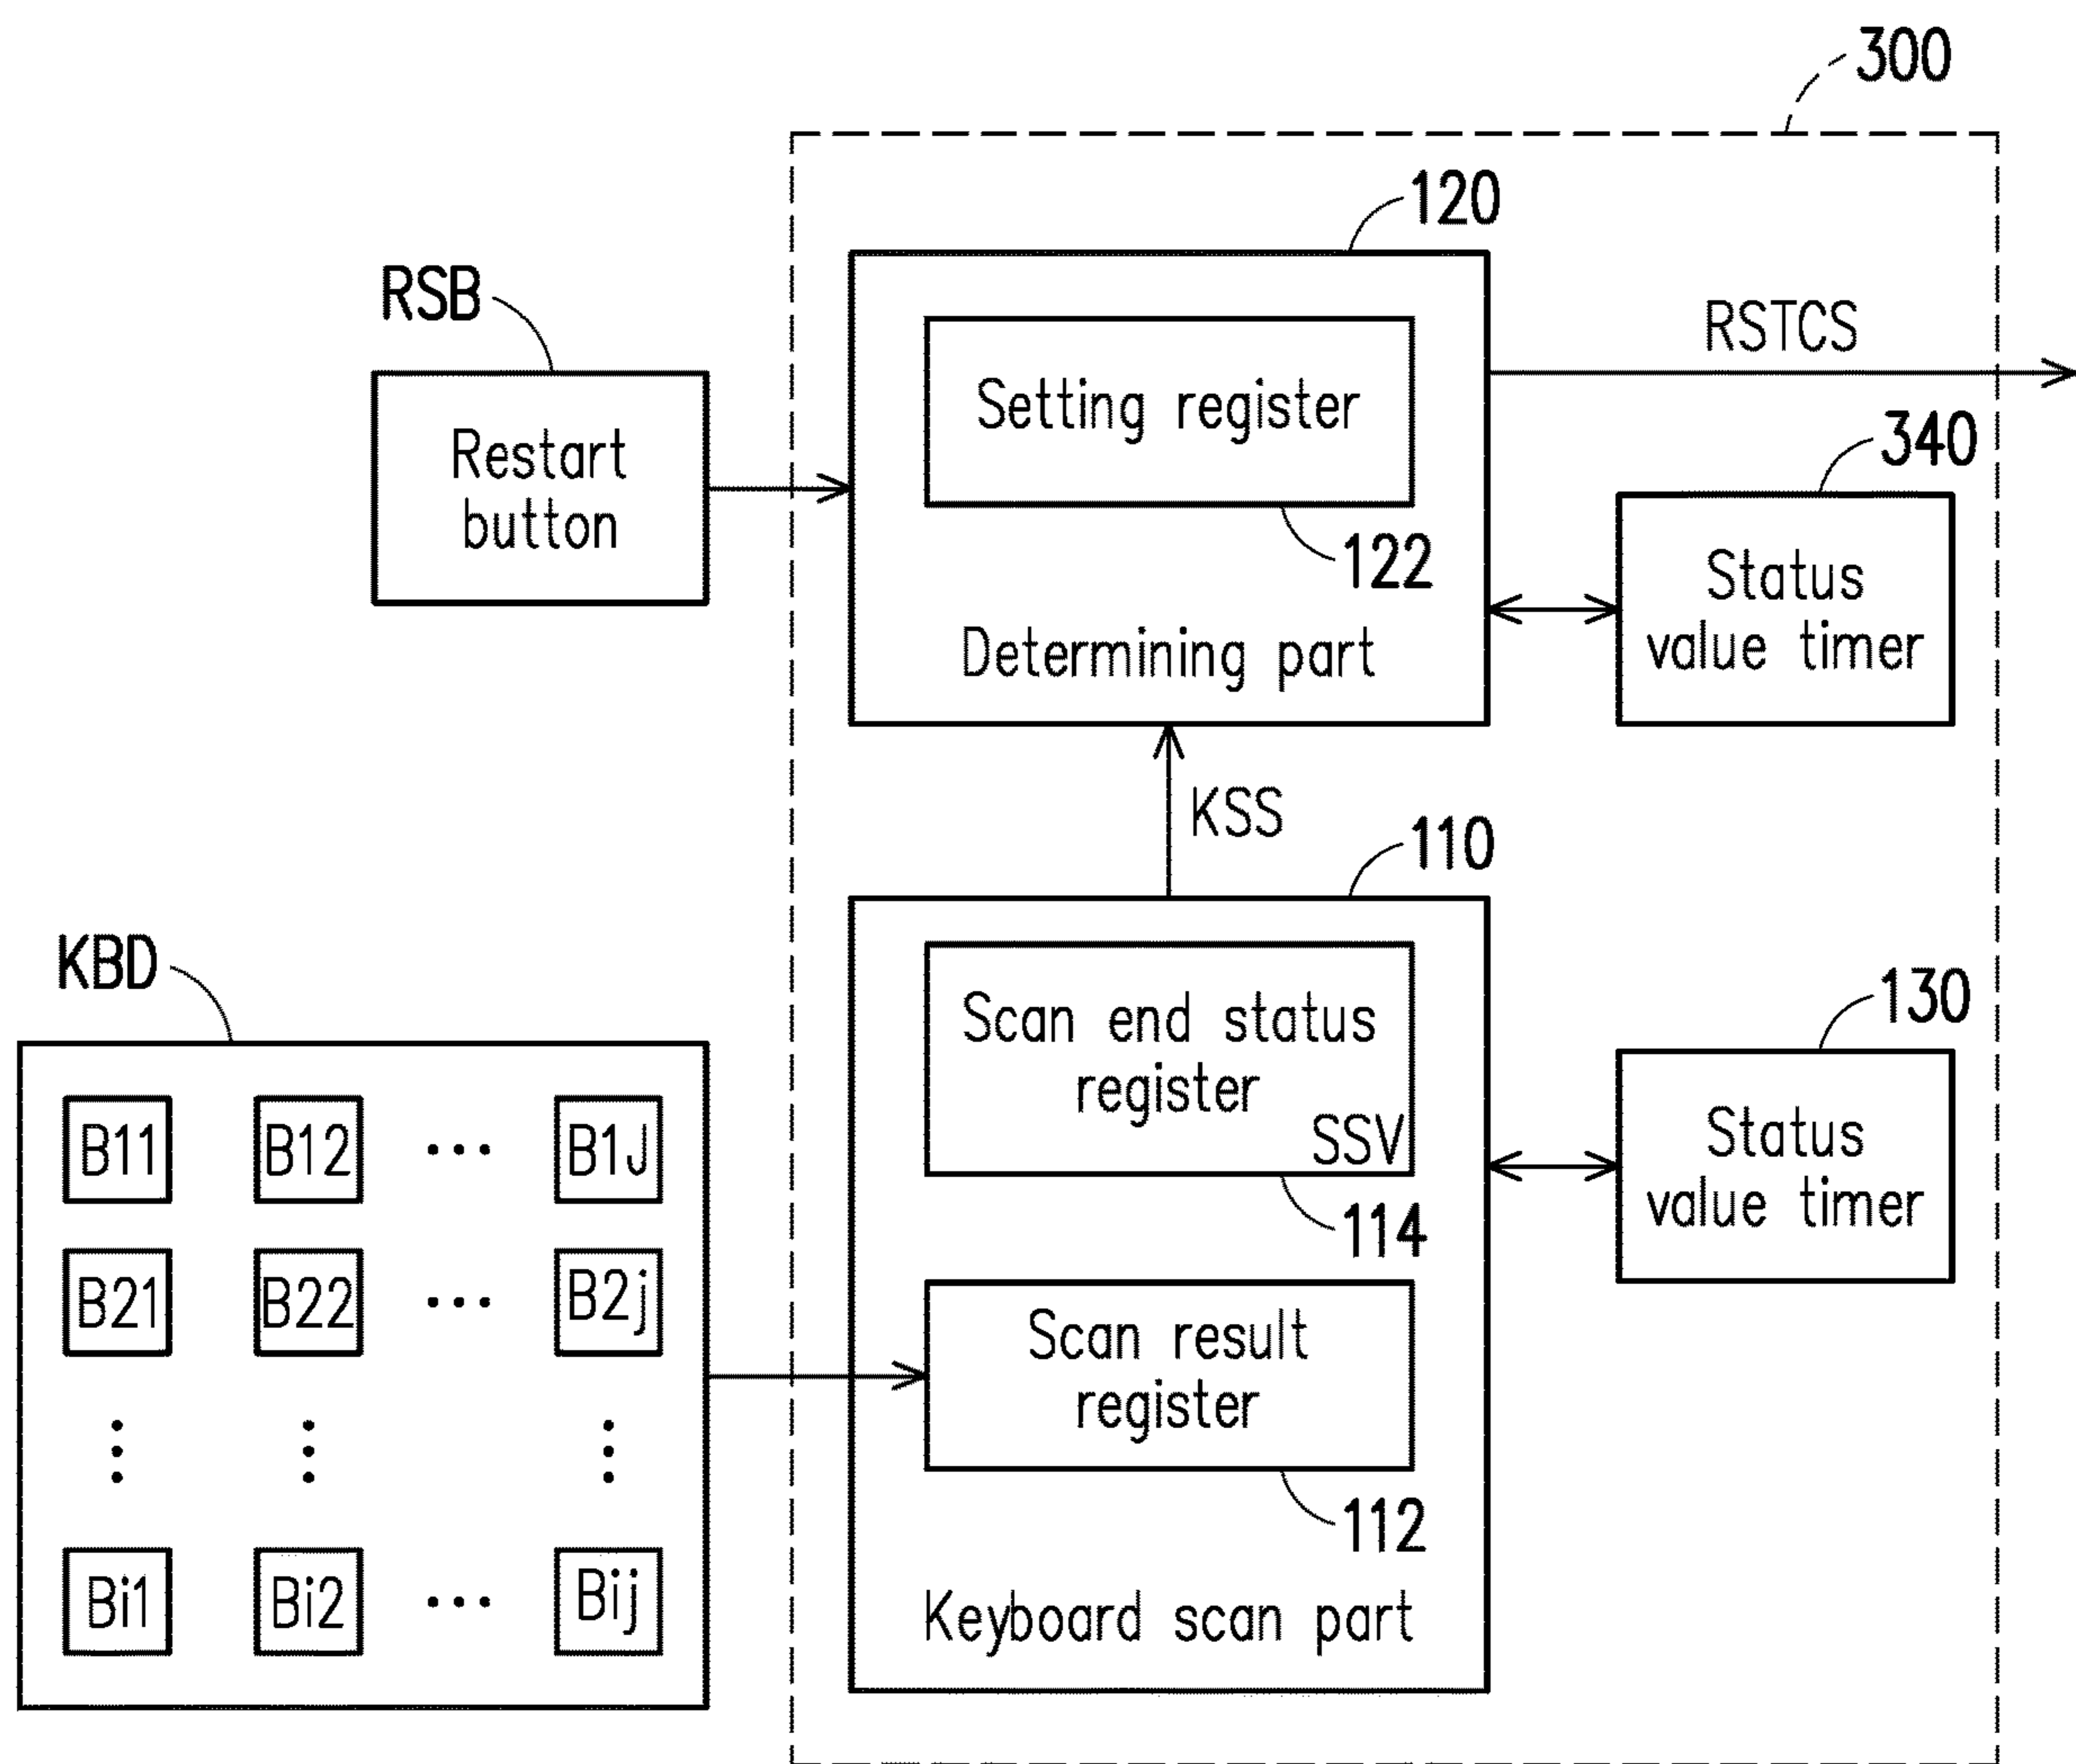 300
120
RSB
RSTCS
Setting register
Restart
button
340
122
Status
value timer
Determining part
KSS
110
KBD
130
Scan end status
register
SSV
Status
value timer
114
B11 B12 ... B1J
B21 B22 ... B2j
Scan result
register
112
Bi1 Bi2 ... Bij
Keyboard scan part